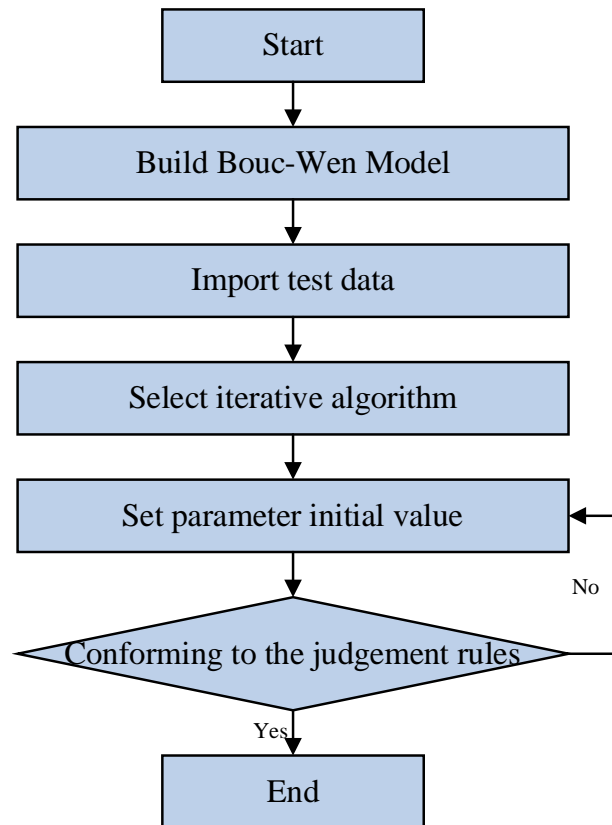 Start
Build Bouc-Wen Model
Import test data
Select iterative algorithm
Set parameter initial value
No
Conforming to the judgement rules
Yes
End